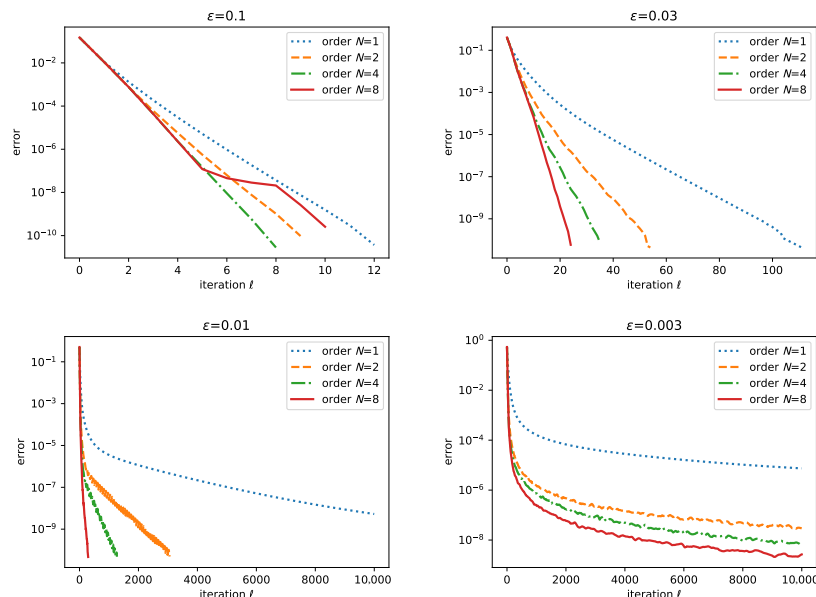 ε=0.1
error
10⁻²
10⁻⁴
10⁻⁶
10⁻⁸
10⁻¹⁰
order N=1
order N=2
order N=4
order N=8
0 2 4 6 8 10 12
iteration ℓ
ε=0.03
error
10⁻¹
10⁻³
10⁻⁵
10⁻⁷
10⁻⁹
order N=1
order N=2
order N=4
order N=8
0 20 40 60 80 100
iteration ℓ
ε=0.01
error
10⁻¹
10⁻³
10⁻⁵
10⁻⁷
10⁻⁹
order N=1
order N=2
order N=4
order N=8
0 2000 4000 6000 8000 10.000
iteration ℓ
ε=0.003
error
10⁰
10⁻²
10⁻⁴
10⁻⁶
10⁻⁸
order N=1
order N=2
order N=4
order N=8
0 2000 4000 6000 8000 10.000
iteration ℓ